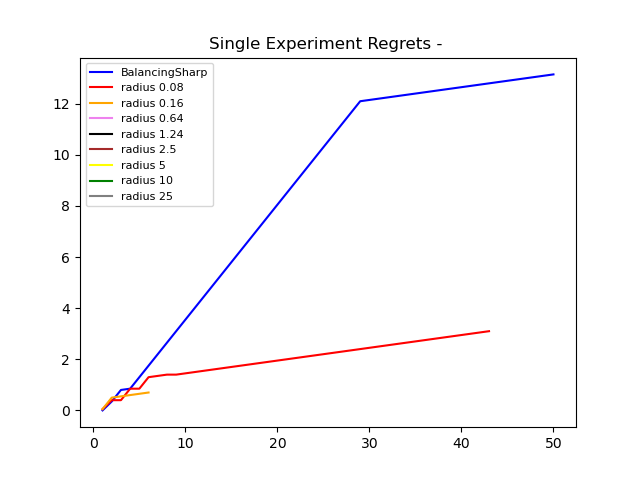 Single Experiment Regrets -
BalancingSharp
radius 0.08
radius 0.16
radius 0.64
radius 1.24
radius 2.5
radius 5
radius 10
radius 25
12
10
8
6
4
2
0
0 10 20 30 40 50